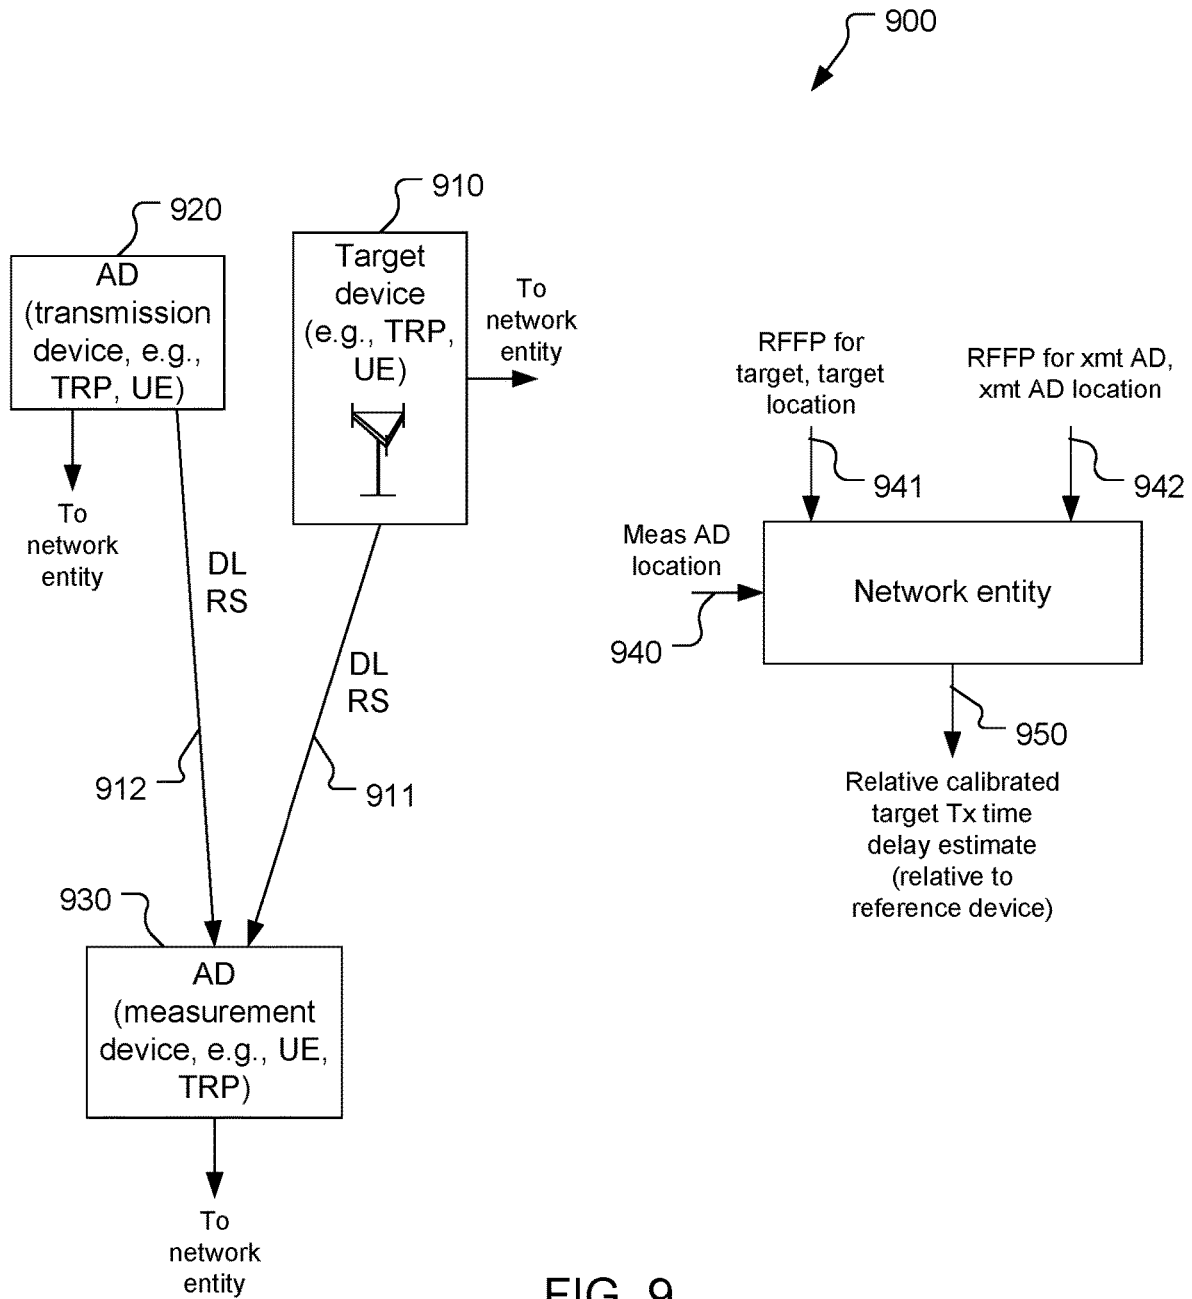 900
910
920
AD
(transmission
device, e.g.,
TRP, UE)
Target
device
(e.g., TRP,
UE)
To
network
entity
To
network
entity
DL
RS
DL
RS
912
911
930
AD
(measurement
device, e.g., UE,
TRP)
To
network
entity
RFFP for
target, target
location
RFFP for xmt AD,
xmt AD location
941
942
Meas AD
location
940
Network entity
950
Relative calibrated
target Tx time
delay estimate
(relative to
reference device)
FIG. 9